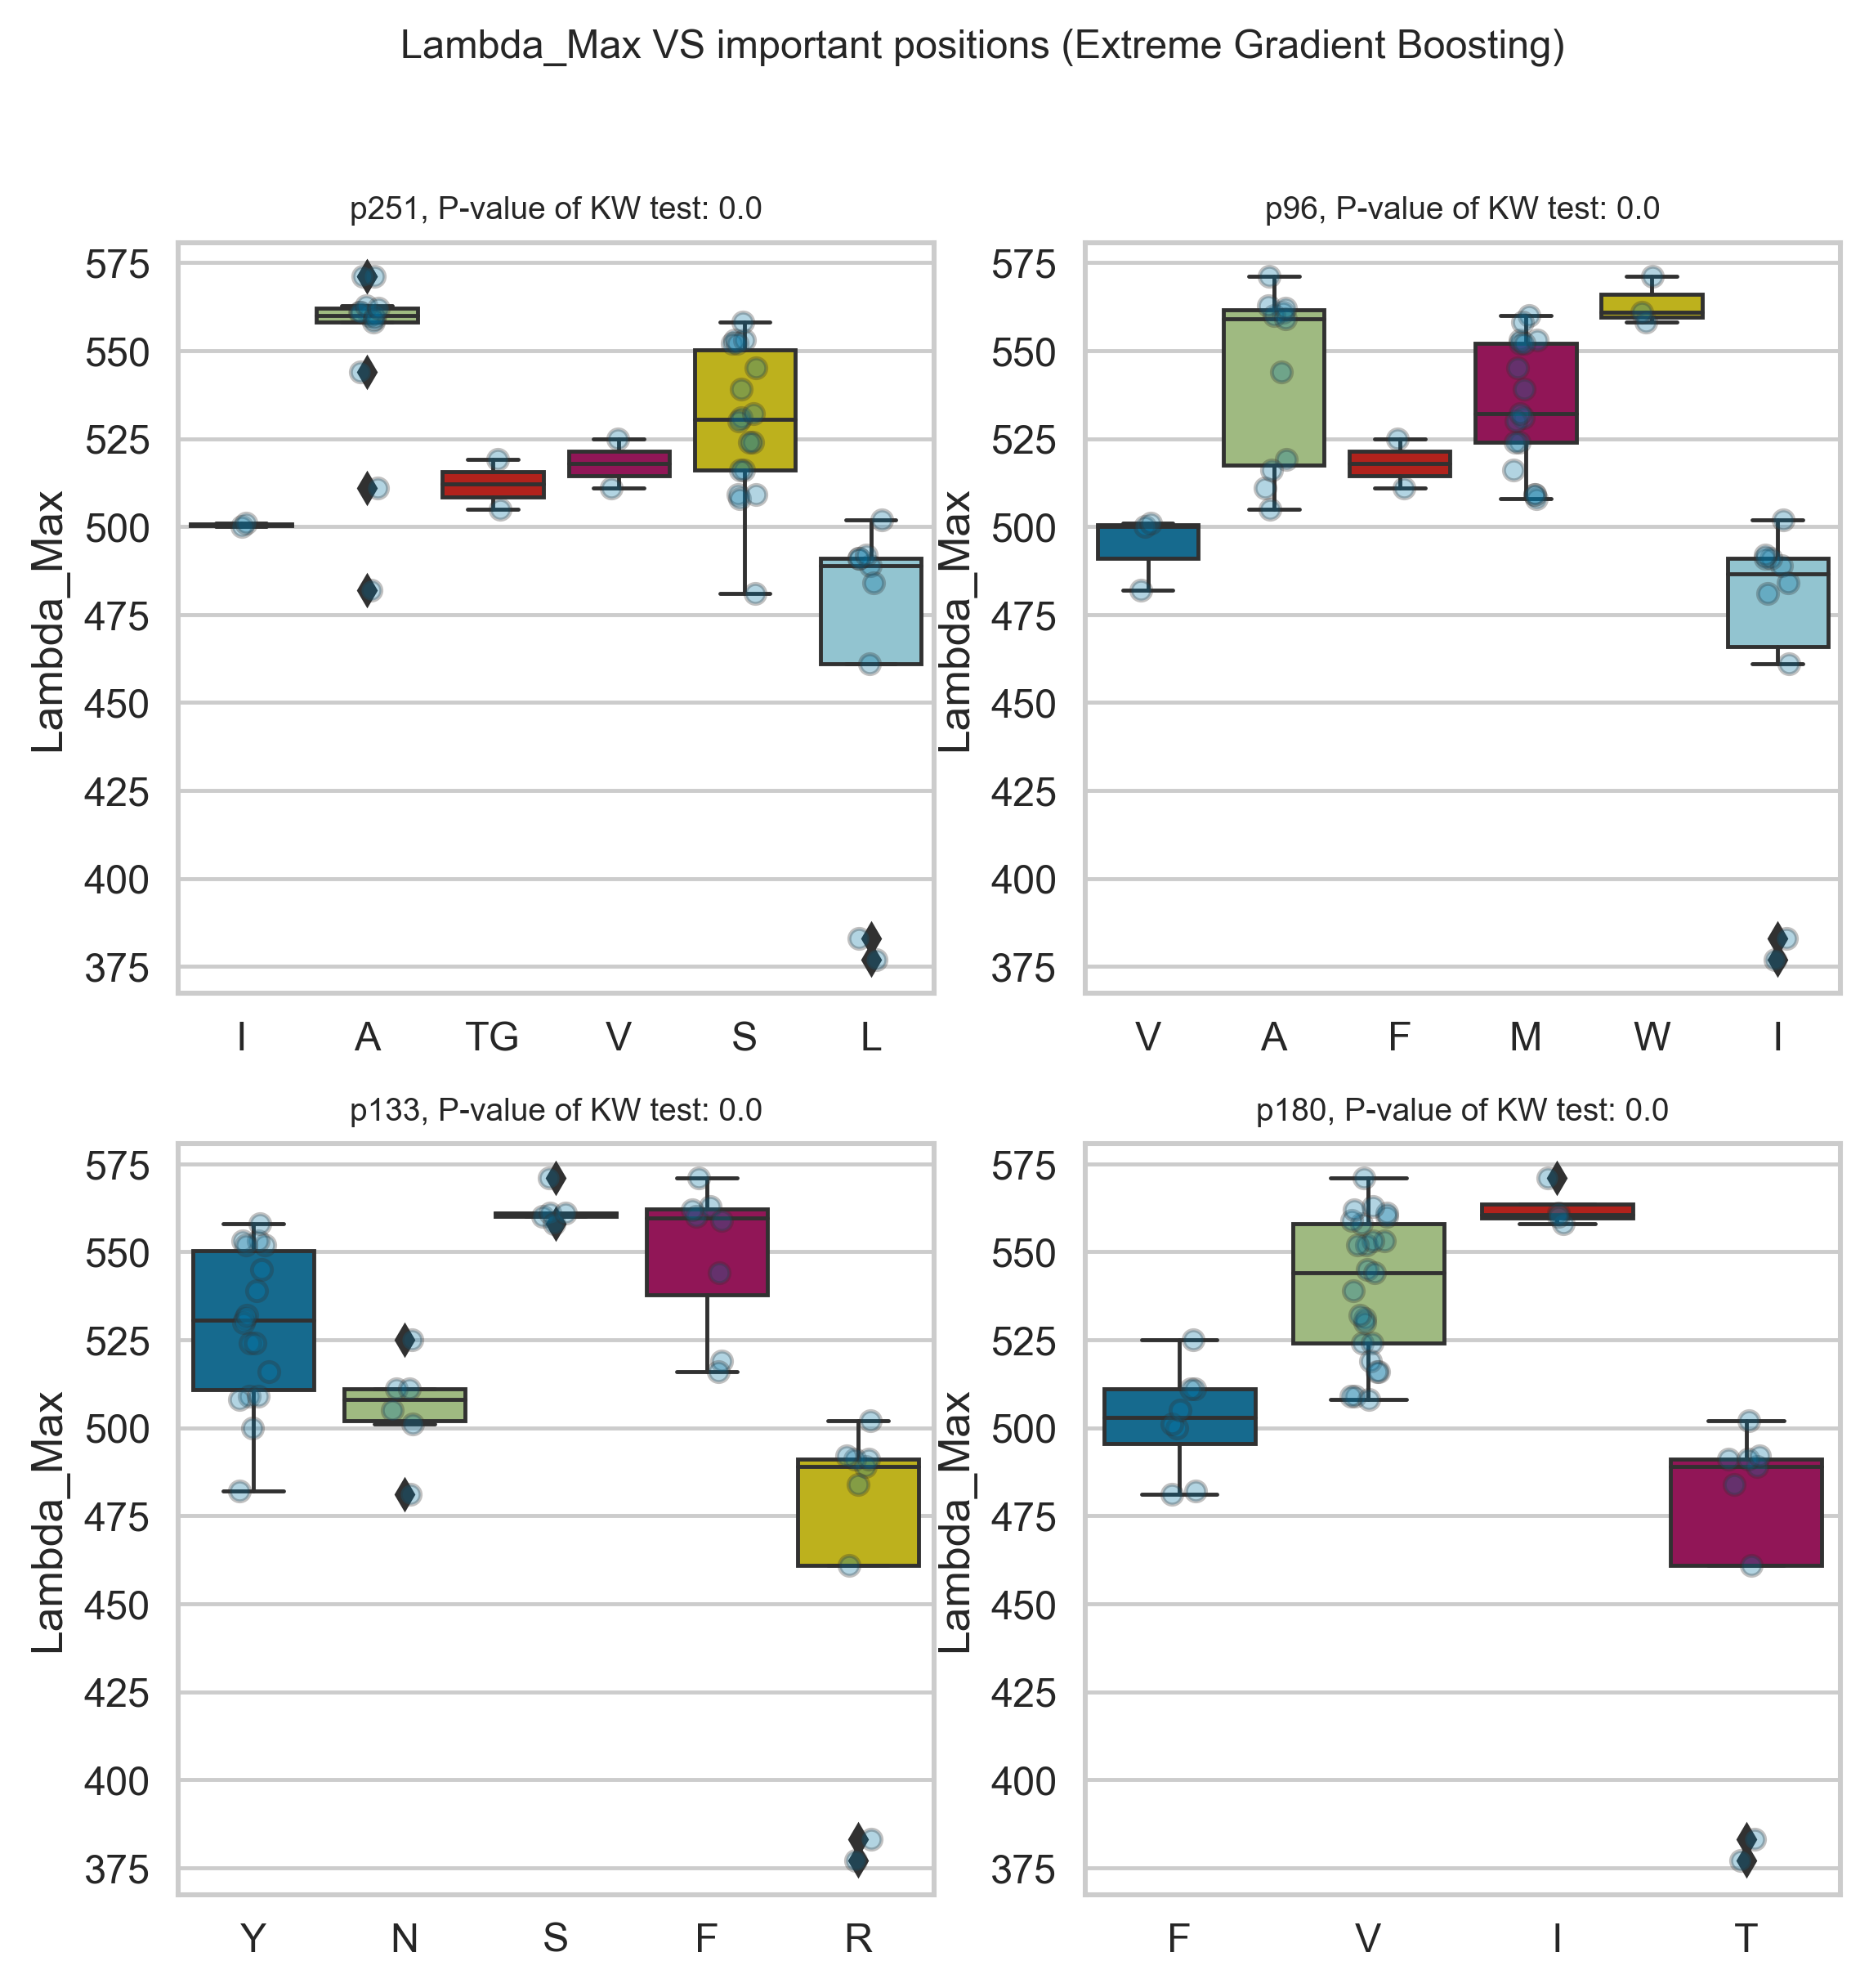 Lambda_Max VS important positions (Extreme Gradient Boosting)
p251, P-value of KW test: 0.0
Lambda_Max
575
550
525
500
475
450
425
400
375
I A TG V S L
p96, P-value of KW test: 0.0
Lambda_Max
575
550
525
500
475
450
425
400
375
V A F M W I
p133, P-value of KW test: 0.0
Lambda_Max
575
550
525
500
475
450
425
400
375
Y N S F R
p180, P-value of KW test: 0.0
Lambda_Max
575
550
525
500
475
450
425
400
375
F V I T